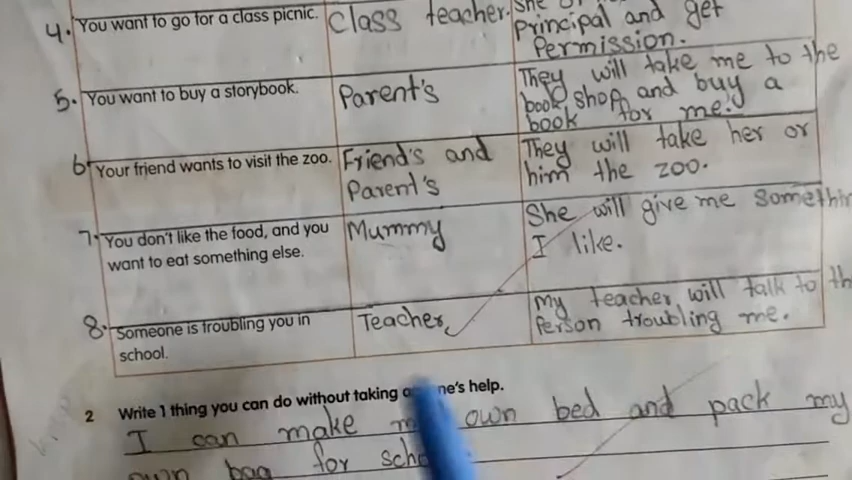 4. You want to go for a class picnic. Class teacher. She
Principal and get
Permission.
5. You want to buy a storybook. Parent's They will take me to the
book shop and buy a
book for me.
6 Your friend wants to visit the zoo. Friend's and They will take her or
Parent's him the zoo.
7. You don't like the food, and you Mummy She will give me
want to eat something else. I like.
8. Someone is troubling you in Teacher My teacher will talk to
school. Person troubling me.
2 Write 1 thing you can do without taking help.
I can make own bed and pack my
own bag for